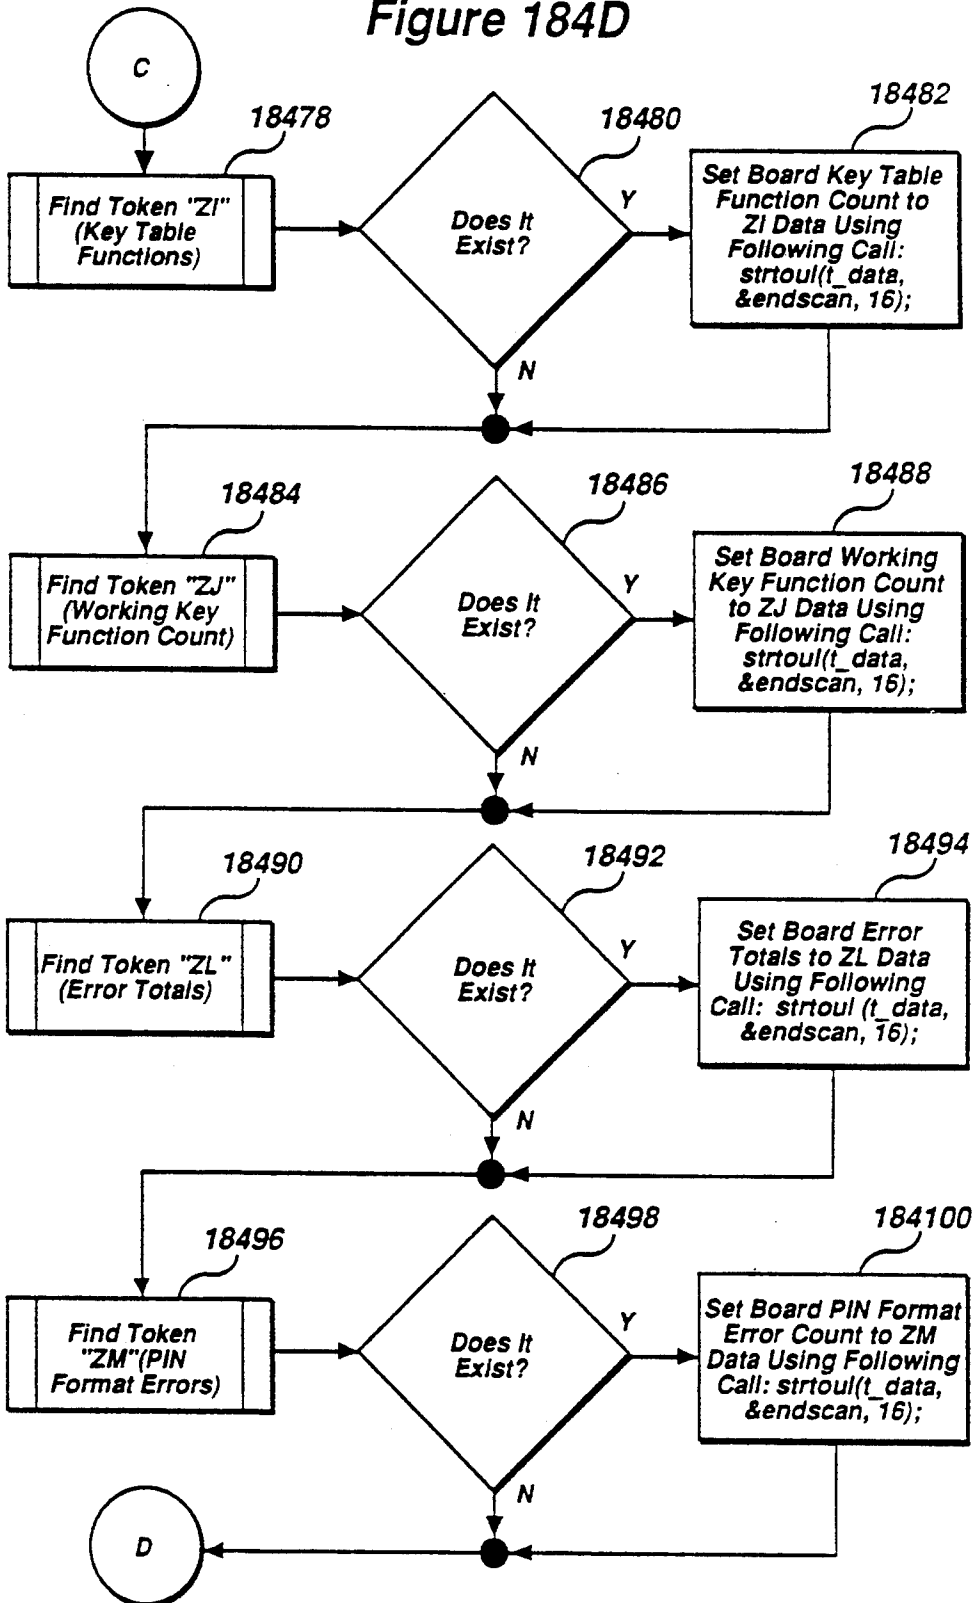 Figure 184D
C
18478
Find Token "ZI"
(Key Table
Functions)
18480
Does It
Exist?
Y
N
18482
Set Board Key Table
Function Count to
ZI Data Using
Following Call:
strtoul(t_data,
&endscan, 16);
18484
Find Token "ZJ"
(Working Key
Function Count)
18486
Does It
Exist?
Y
N
18488
Set Board Working
Key Function Count
to ZJ Data Using
Following Call:
strtoul(t_data,
&endscan, 16);
18490
Find Token "ZL"
(Error Totals)
18492
Does It
Exist?
Y
N
18494
Set Board Error
Totals to ZL Data
Using Following
Call: strtoul (t_data,
&endscan, 16);
18496
Find Token
"ZM"(PIN
Format Errors)
18498
Does It
Exist?
Y
N
184100
Set Board PIN Format
Error Count to ZM
Data Using Following
Call: strtoul(t_data,
&endscan, 16);
D